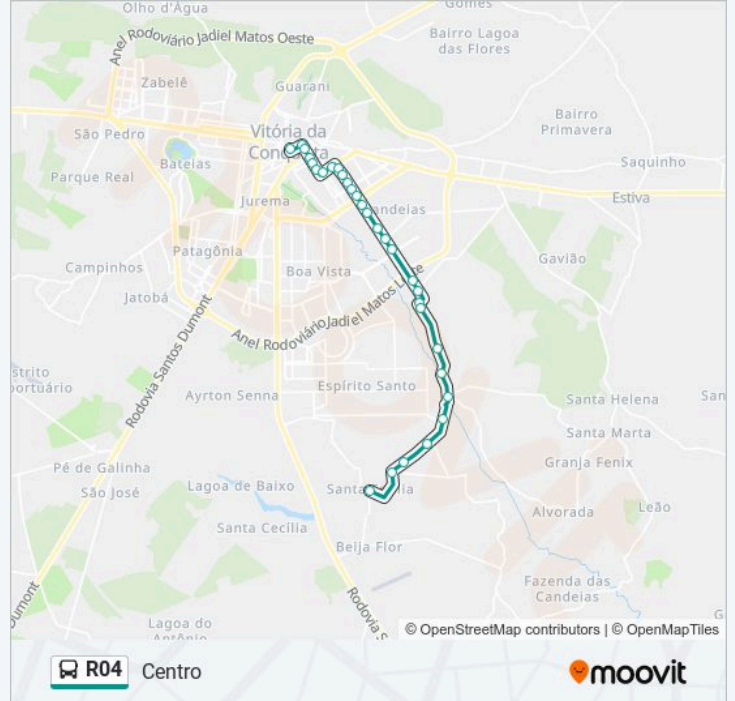 Olho d'Água
Gomes
Anel Rodoviário Jadiel Matos Oeste
Bairro Lagoa
das Flores
Zabelê
Guarani
Bairro
Primavera
São Pedro
Vitória da
Bateias
Saquinho
Parque Real
Jurema
Estiva
Patagônia
Gavião
Campinhos
Boa Vista
Jatobá
Anel Rodoviário Jadiel Matos
Rodovia Santos Dumont
Espírito Santo
Ayrton Senna
Santa Helena
San
Santa Marta
Pé de Galinha
Granja Fenix
Lagoa de Baixo
São José
Santa Cecília
Alvorada
Leão
Beija Flor
Fazenda das
Candeias
Dumont
Rodovia S
Lagoa do
Antônio
G
© OpenStreetMap contributors | © OpenMapTiles
R04 Centro
moovit